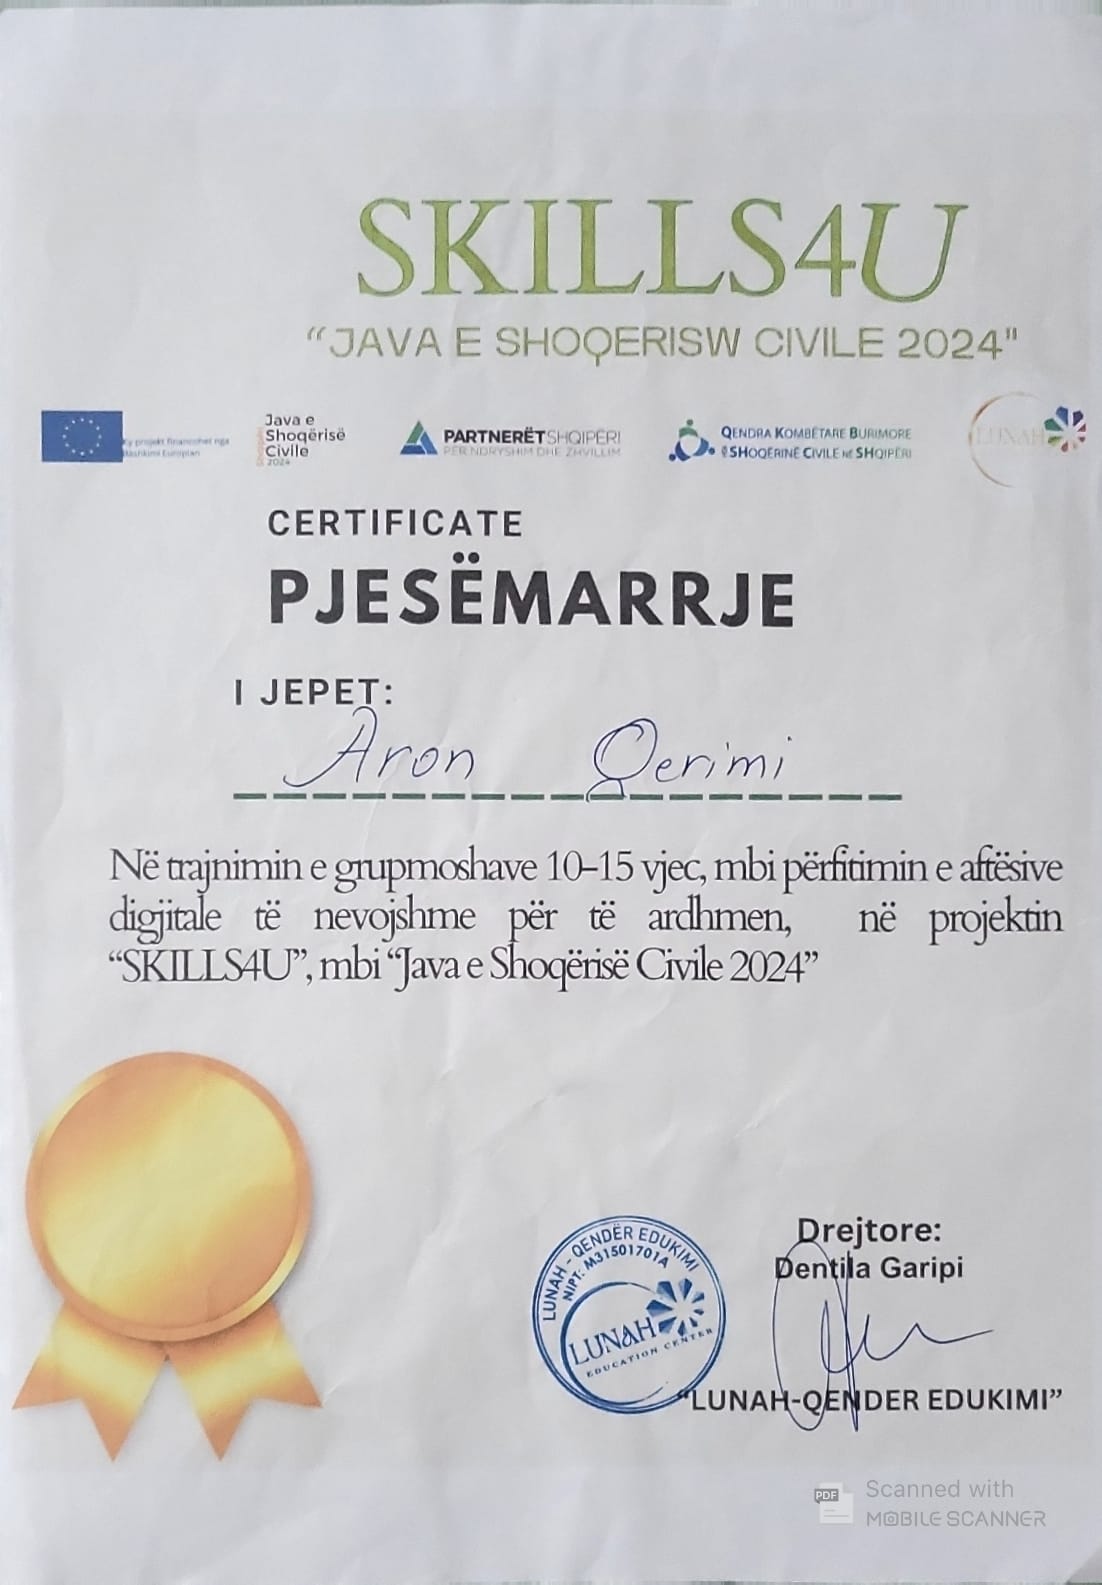 SKILLS4U
“JAVA E SHOQERISW CIVILE 2024"
Ky projekt financohet nga
Bashkimi Europian
Java e
Shoqërisë
Civile
2024
PARTNERËTSHQIPËRI
PËR NDRYSHIM DHE ZHVILLIM
QENDRA KOMBËTARE BURIMORE
SHOQËRINË CIVILE NË SHQIPËRI
LUNAH
CERTIFICATE
PJESËMARRJE
I JEPET:
Aron Qerimi
Në trajnimin e grupmoshave 10-15 vjec, mbi përfitimin e aftësive
digjitale të nevojshme për të ardhmen, në projektin
“SKILLS4U”, mbi “Java e Shoqërisë Civile 2024”
LUNAH - QENDËR EDUKIMI
NIPT: M31501701A
LUNAH
EDUCATION CENTER
Drejtore:
Dentila Garipi
“LUNAH-QENDER EDUKIMI”
PDF
Scanned with
MOBILE SCANNER